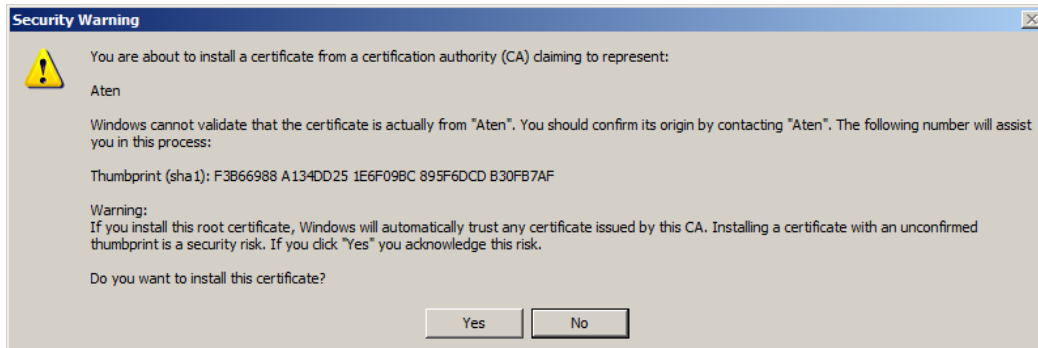 Security Warning
You are about to install a certificate from a certification authority (CA) claiming to represent:
Aten
Windows cannot validate that the certificate is actually from "Aten". You should confirm its origin by contacting "Aten". The following number will assist
you in this process:
Thumbprint (sha1): F3B66988 A134DD25 1E6F09BC 895F6DCD B30FB7AF
Warning:
If you install this root certificate, Windows will automatically trust any certificate issued by this CA. Installing a certificate with an unconfirmed
thumbprint is a security risk. If you click "Yes" you acknowledge this risk.
Do you want to install this certificate?
Yes
No